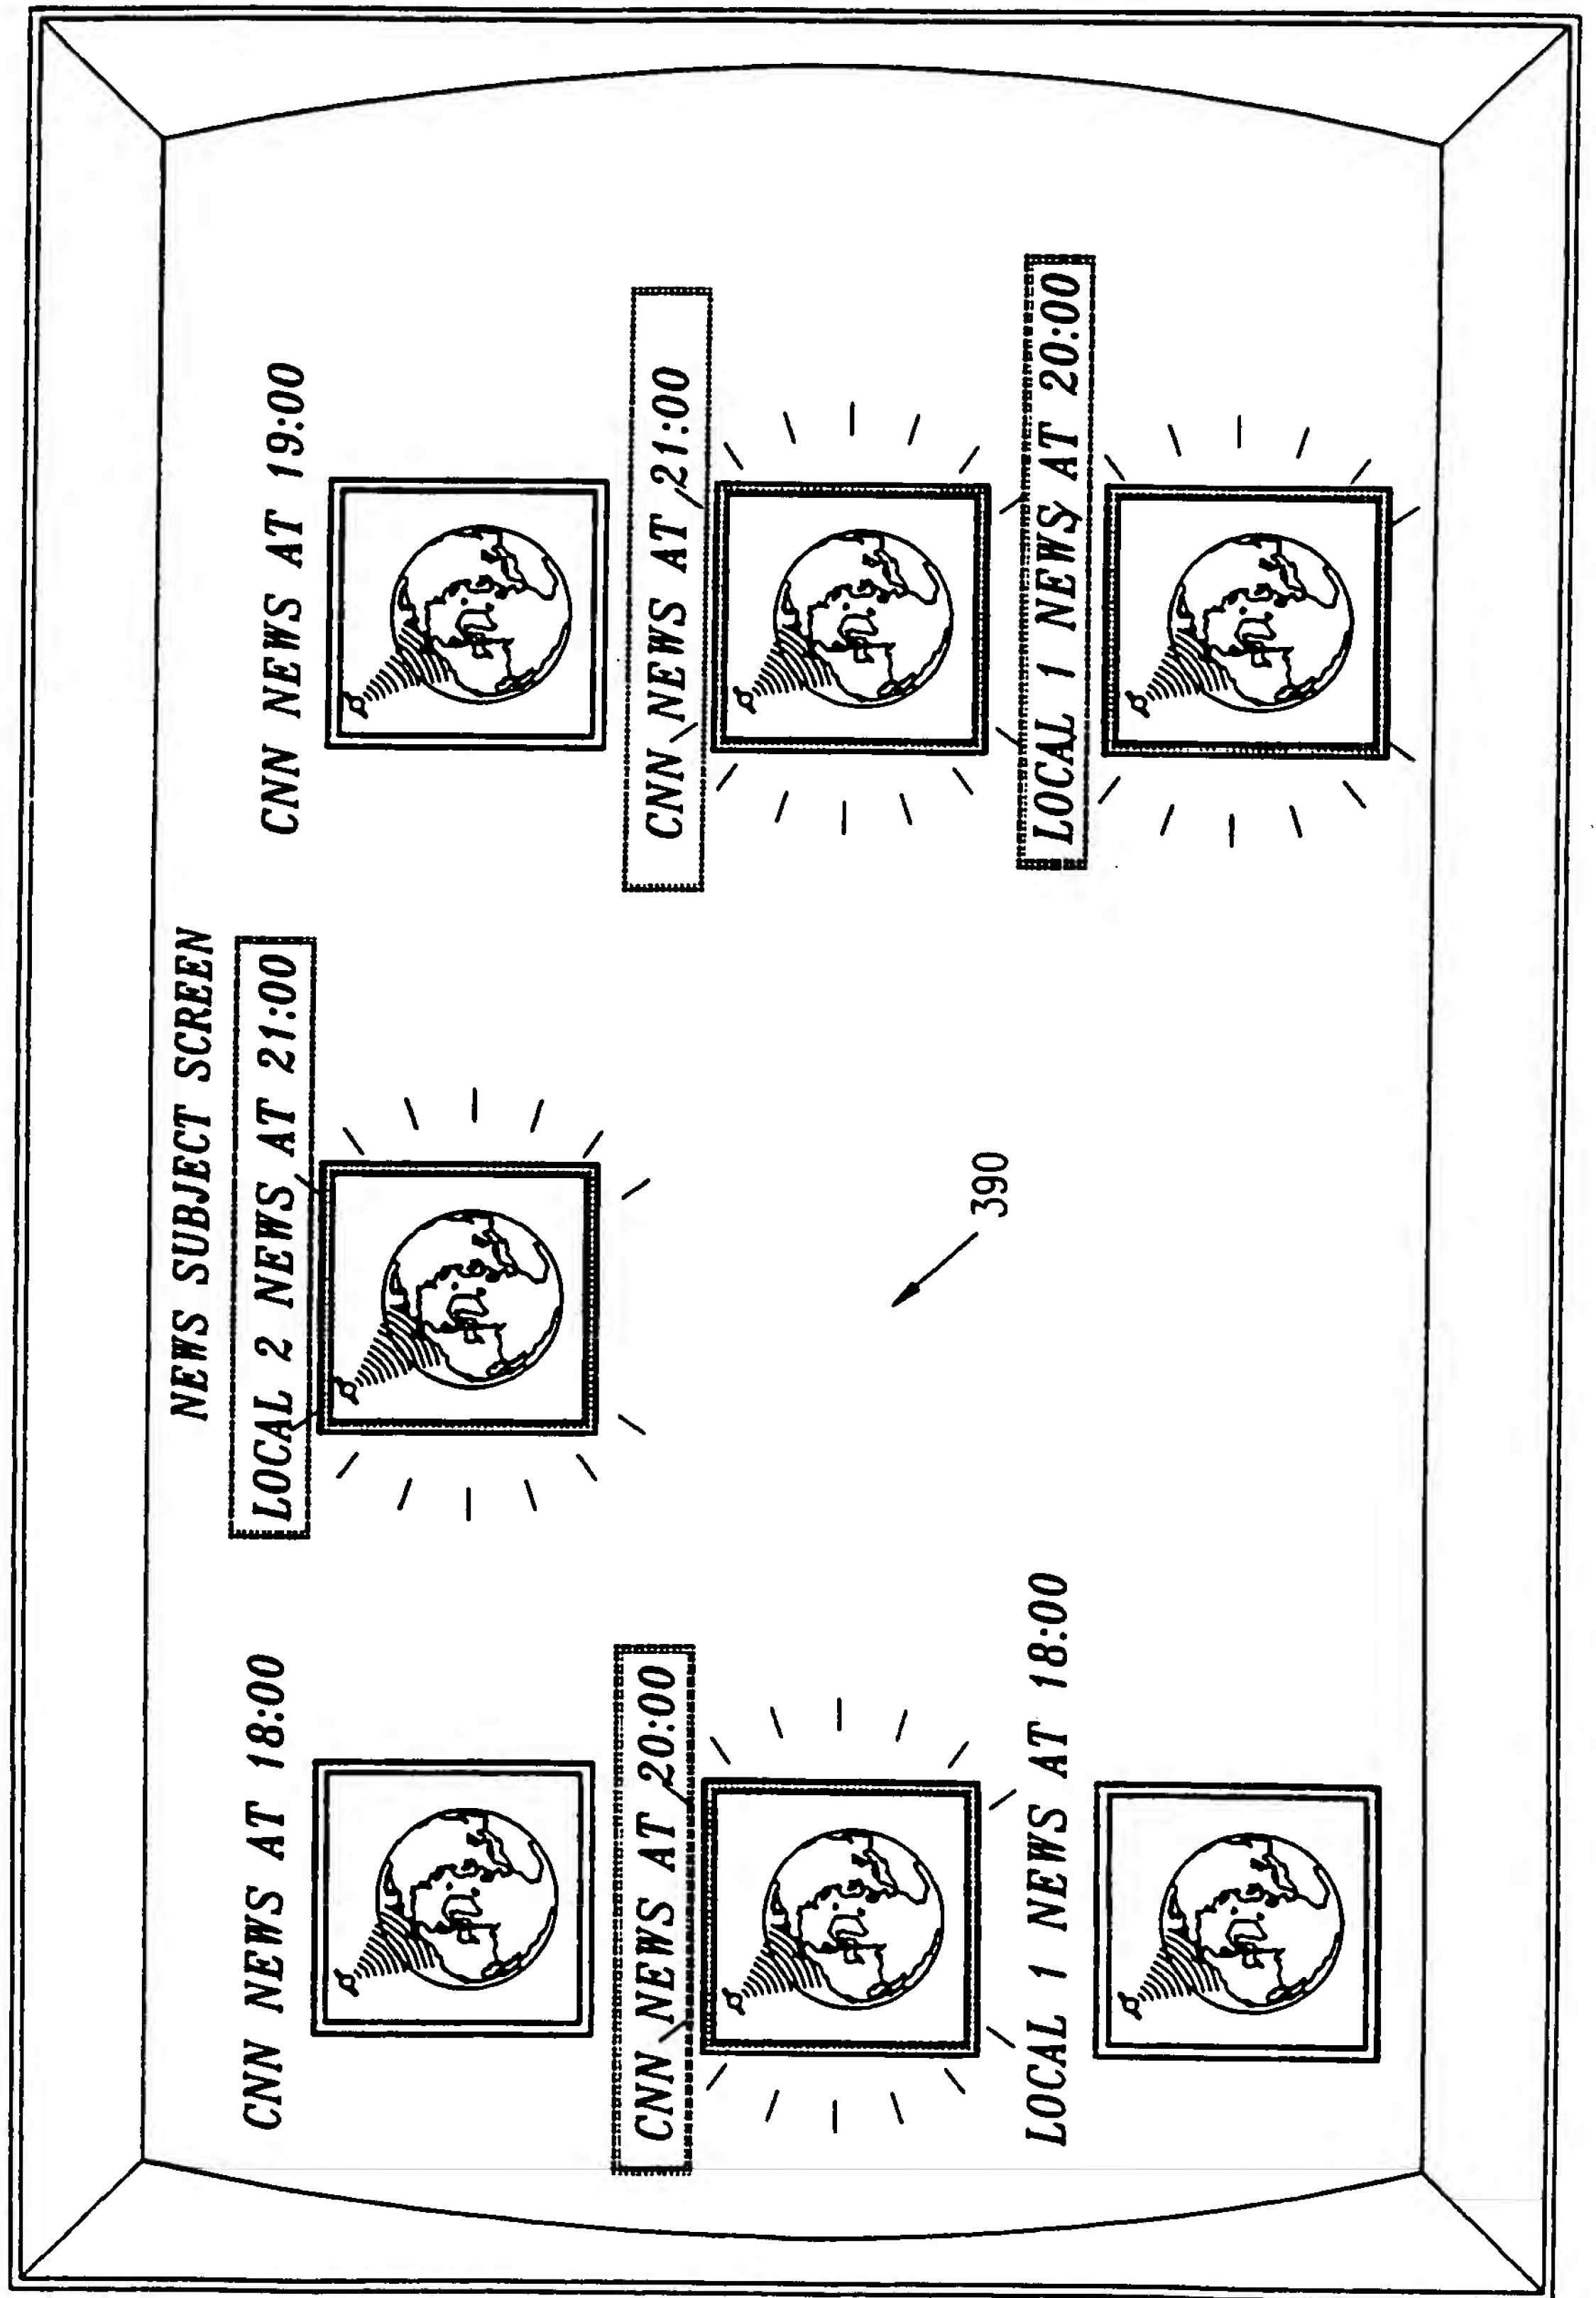 NEWS SUBJECT SCREEN
CNN NEWS AT 18:00
LOCAL 2 NEWS AT 21:00
CNN NEWS AT 19:00
CNN NEWS AT 20:00
CNN NEWS AT 21:00
LOCAL 1 NEWS AT 18:00
LOCAL 1 NEWS AT 20:00
390